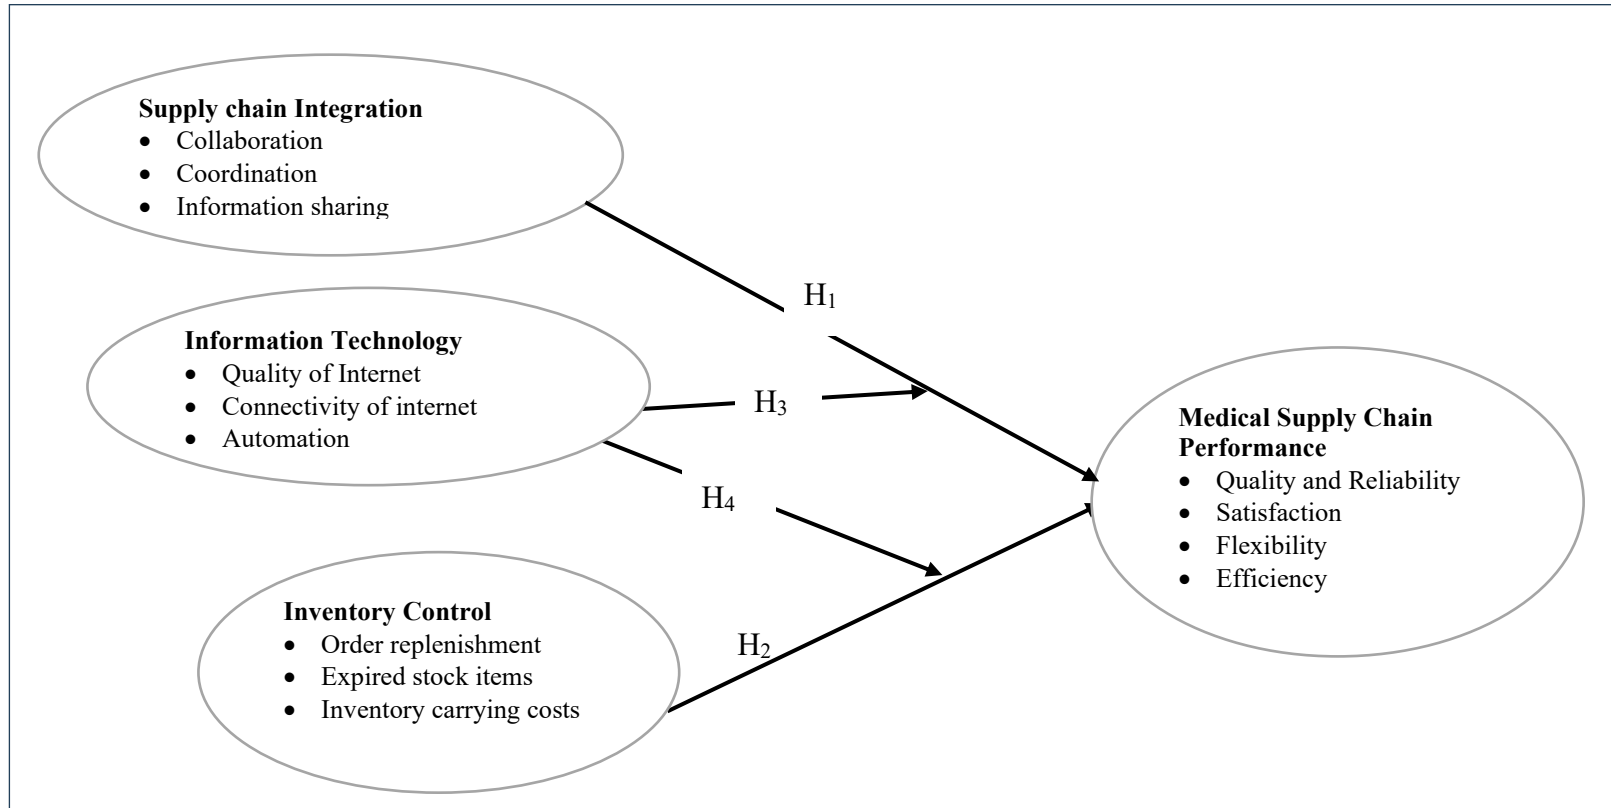 Supply chain Integration
• Collaboration
• Coordination
• Information sharing
H₁
Information Technology
• Quality of Internet
• Connectivity of internet
• Automation
H₃
H₄
Medical Supply Chain
Performance
• Quality and Reliability
• Satisfaction
• Flexibility
• Efficiency
Inventory Control
• Order replenishment
• Expired stock items
• Inventory carrying costs
H₂